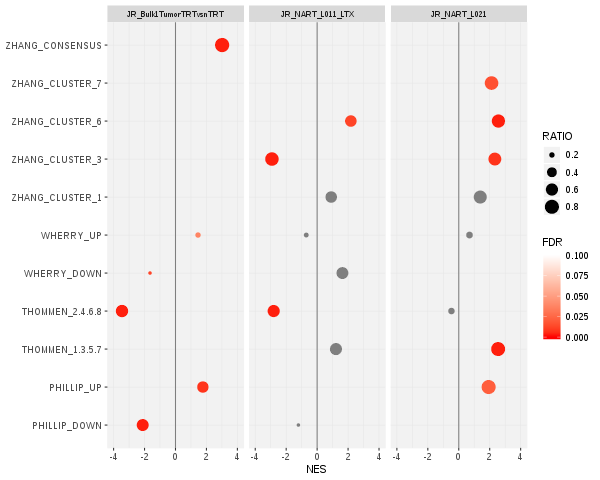 JR_Bulk1TumorTRTvsnTRT JR_NART_L011_LTX JR_NART_L021
ZHANG_CONSENSUS
ZHANG_CLUSTER_7
ZHANG_CLUSTER_6
ZHANG_CLUSTER_3
ZHANG_CLUSTER_1
WHERRY_UP
WHERRY_DOWN
THOMMEN_2.4.6.8
THOMMEN_1.3.5.7
PHILLIP_UP
PHILLIP_DOWN
-4 -2 0 2 4 -4 -2 0 2 4 -4 -2 0 2 4
NES
RATIO
0.2
0.4
0.6
0.8
FDR
0.100
0.075
0.050
0.025
0.000